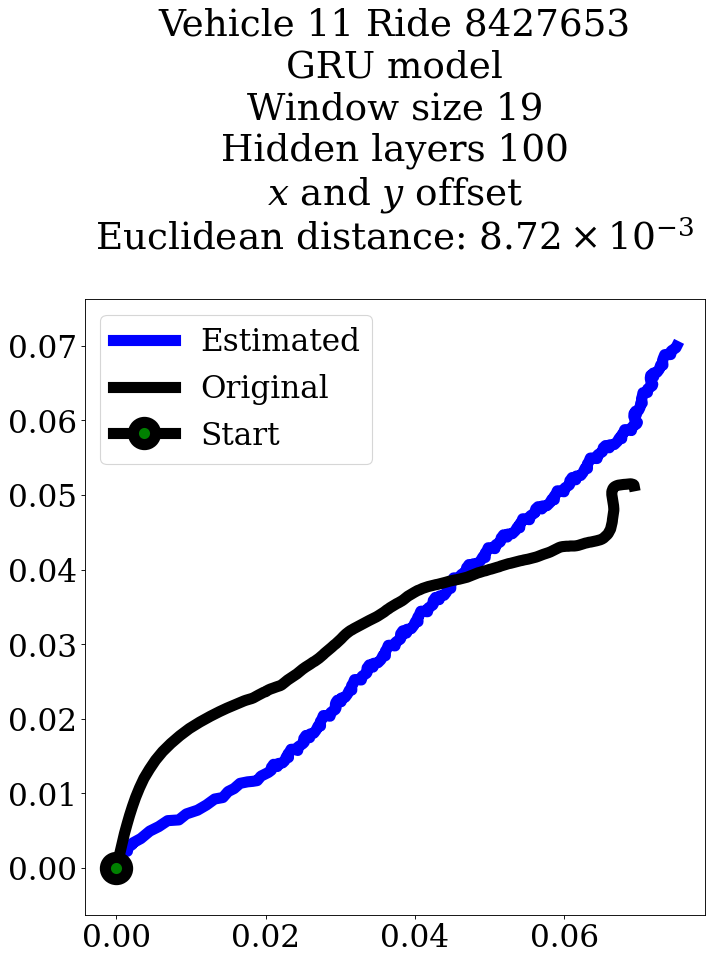 Vehicle 11 Ride 8427653
GRU model
Window size 19
Hidden layers 100
x and y offset
Euclidean distance: 8.72 × 10⁻³
Estimated
Original
Start
0.07
0.06
0.05
0.04
0.03
0.02
0.01
0.00
0.00 0.02 0.04 0.06